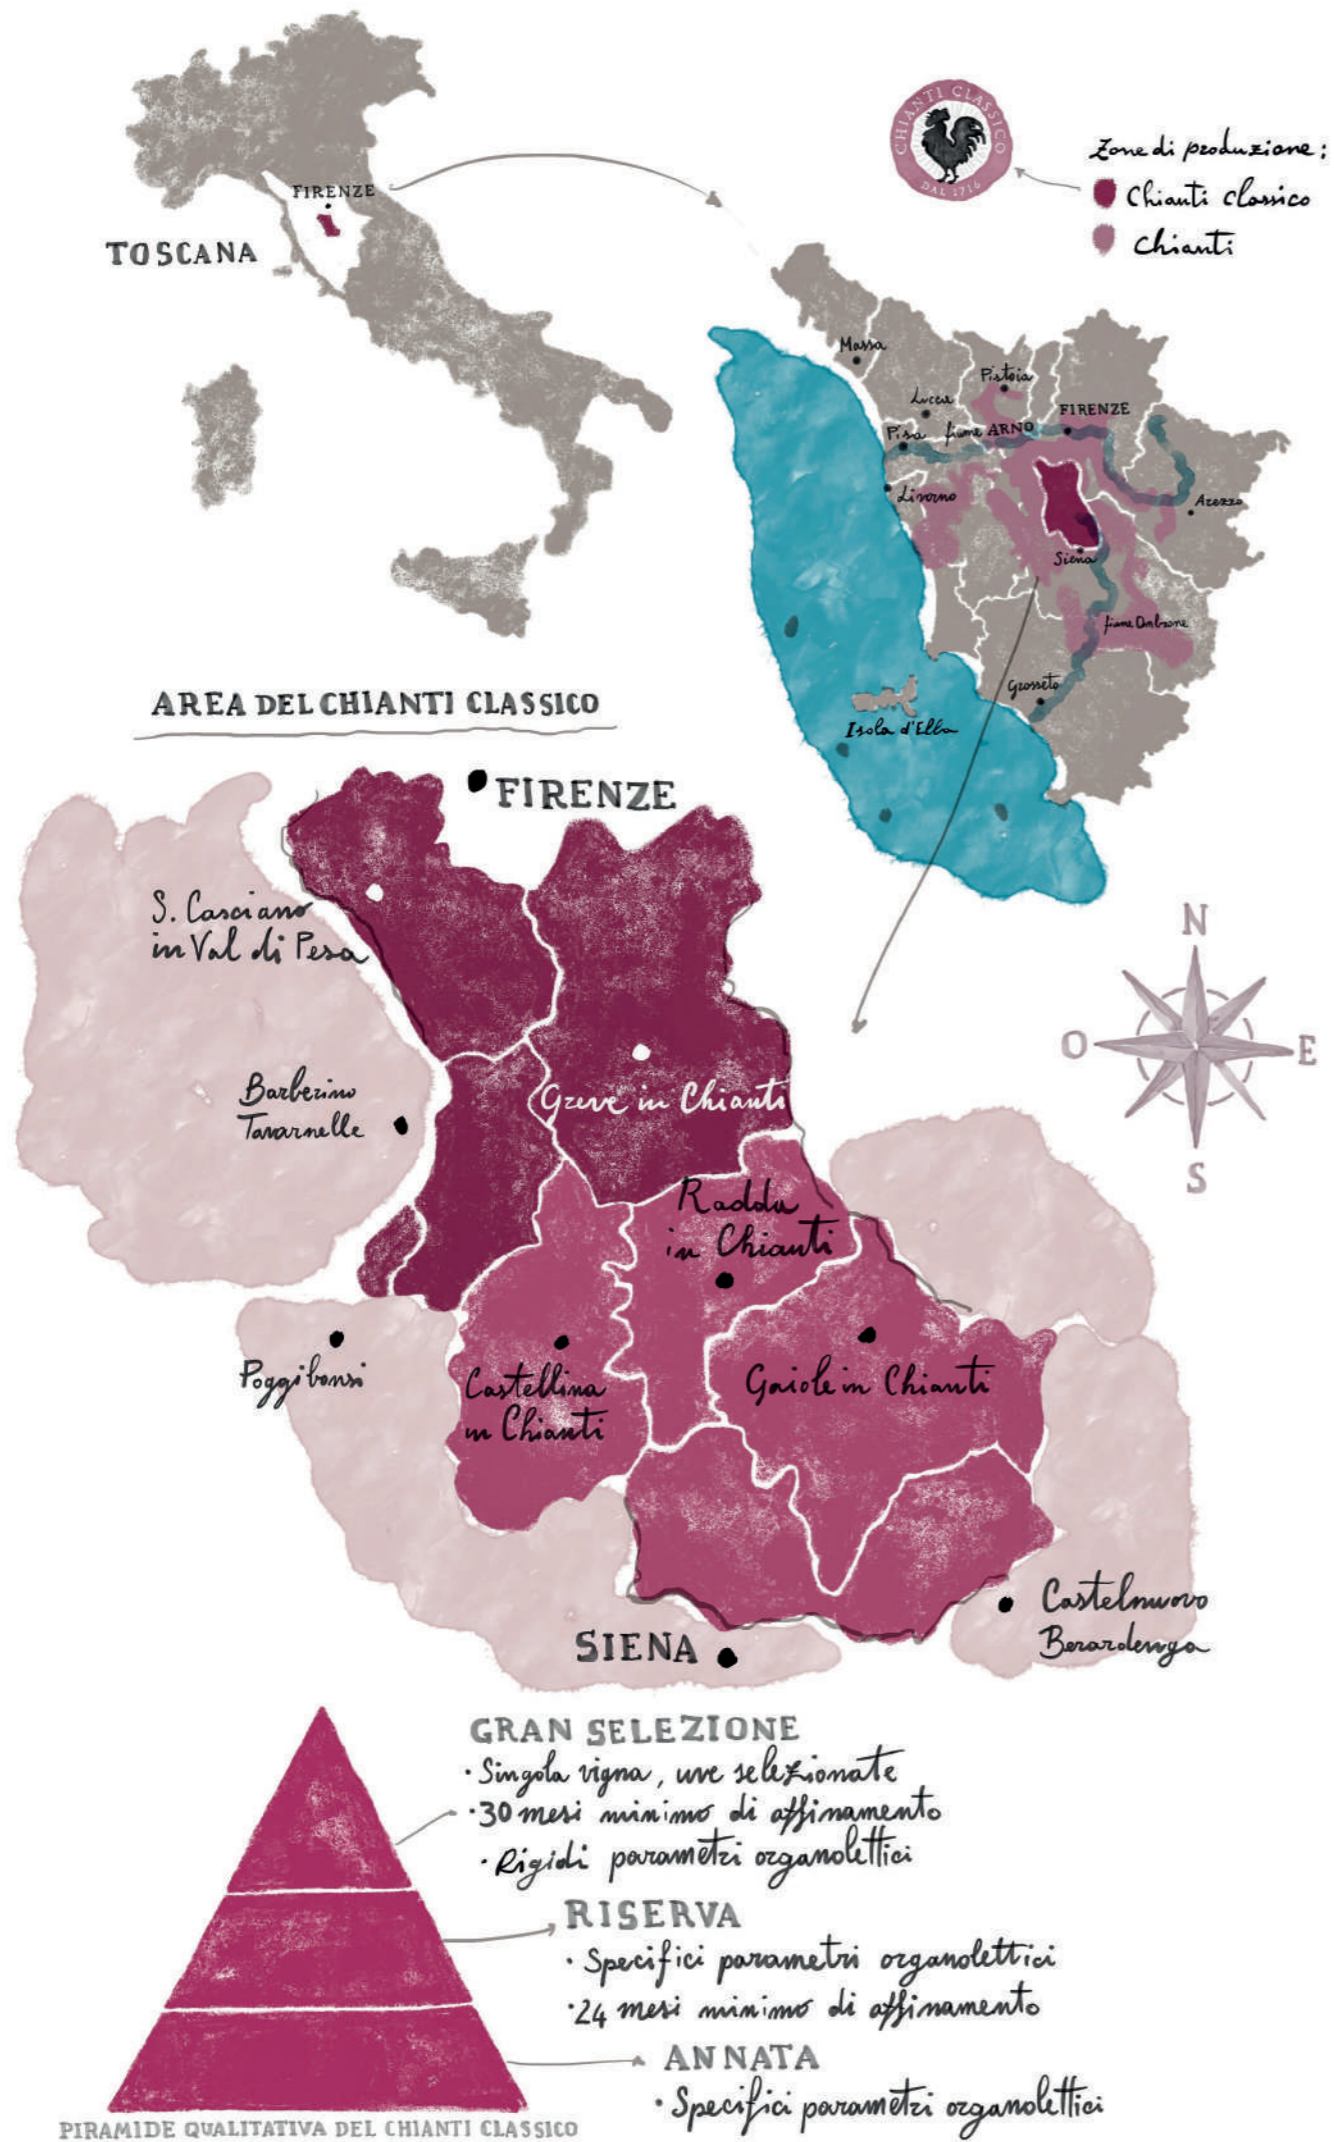 FIRENZE
TOSCANA
CHIANTI CLASSICO
DAL 1716
Zone di produzione:
Chianti classico
Chianti
Massa
Pistoia
Lucca
FIRENZE
Pisa
fiume ARNO
Livorno
Arezzo
Siena
fiume Ombrone
Grosseto
Isola d'Elba
AREA DEL CHIANTI CLASSICO
FIRENZE
S. Casciano
in Val di Pesa
N
O
E
S
Barberino
Tavarnelle
Greve in Chianti
Radda
in Chianti
Poggibonsi
Castellina
in Chianti
Gaiole in Chianti
Castelnuovo
Berardenga
SIENA
GRAN SELEZIONE
· Singola vigna, uve selezionate
· 30 mesi minimo di affinamento
· Rigidi parametri organolettici
RISERVA
· Specifici parametri organolettici
· 24 mesi minimo di affinamento
ANNATA
· Specifici parametri organolettici
PIRAMIDE QUALITATIVA DEL CHIANTI CLASSICO